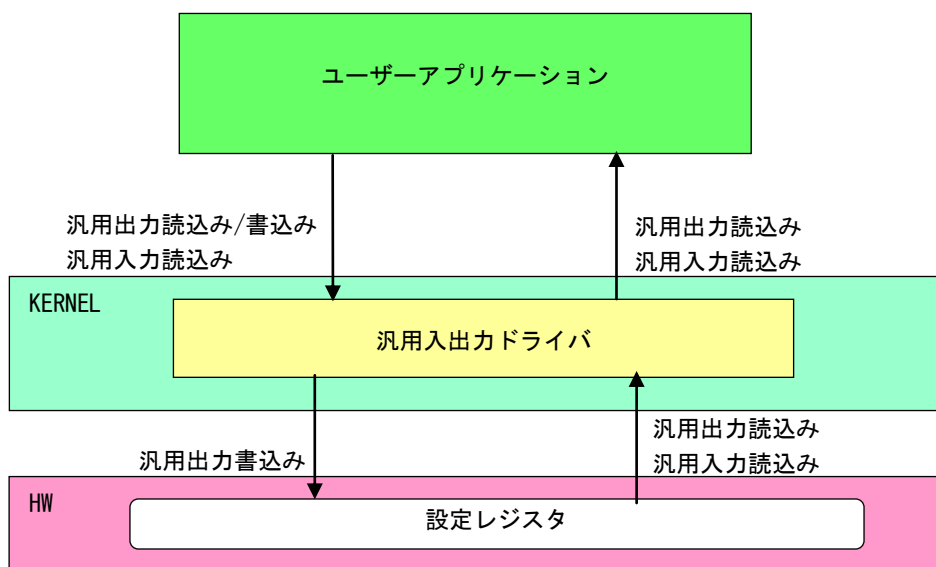 ユーザーアプリケーション
汎用出力読込み/書込み
汎用入力読込み
汎用出力読込み
汎用入力読込み
KERNEL
汎用入出力ドライバ
汎用出力書込み
汎用出力読込み
汎用入力読込み
HW
設定レジスタ